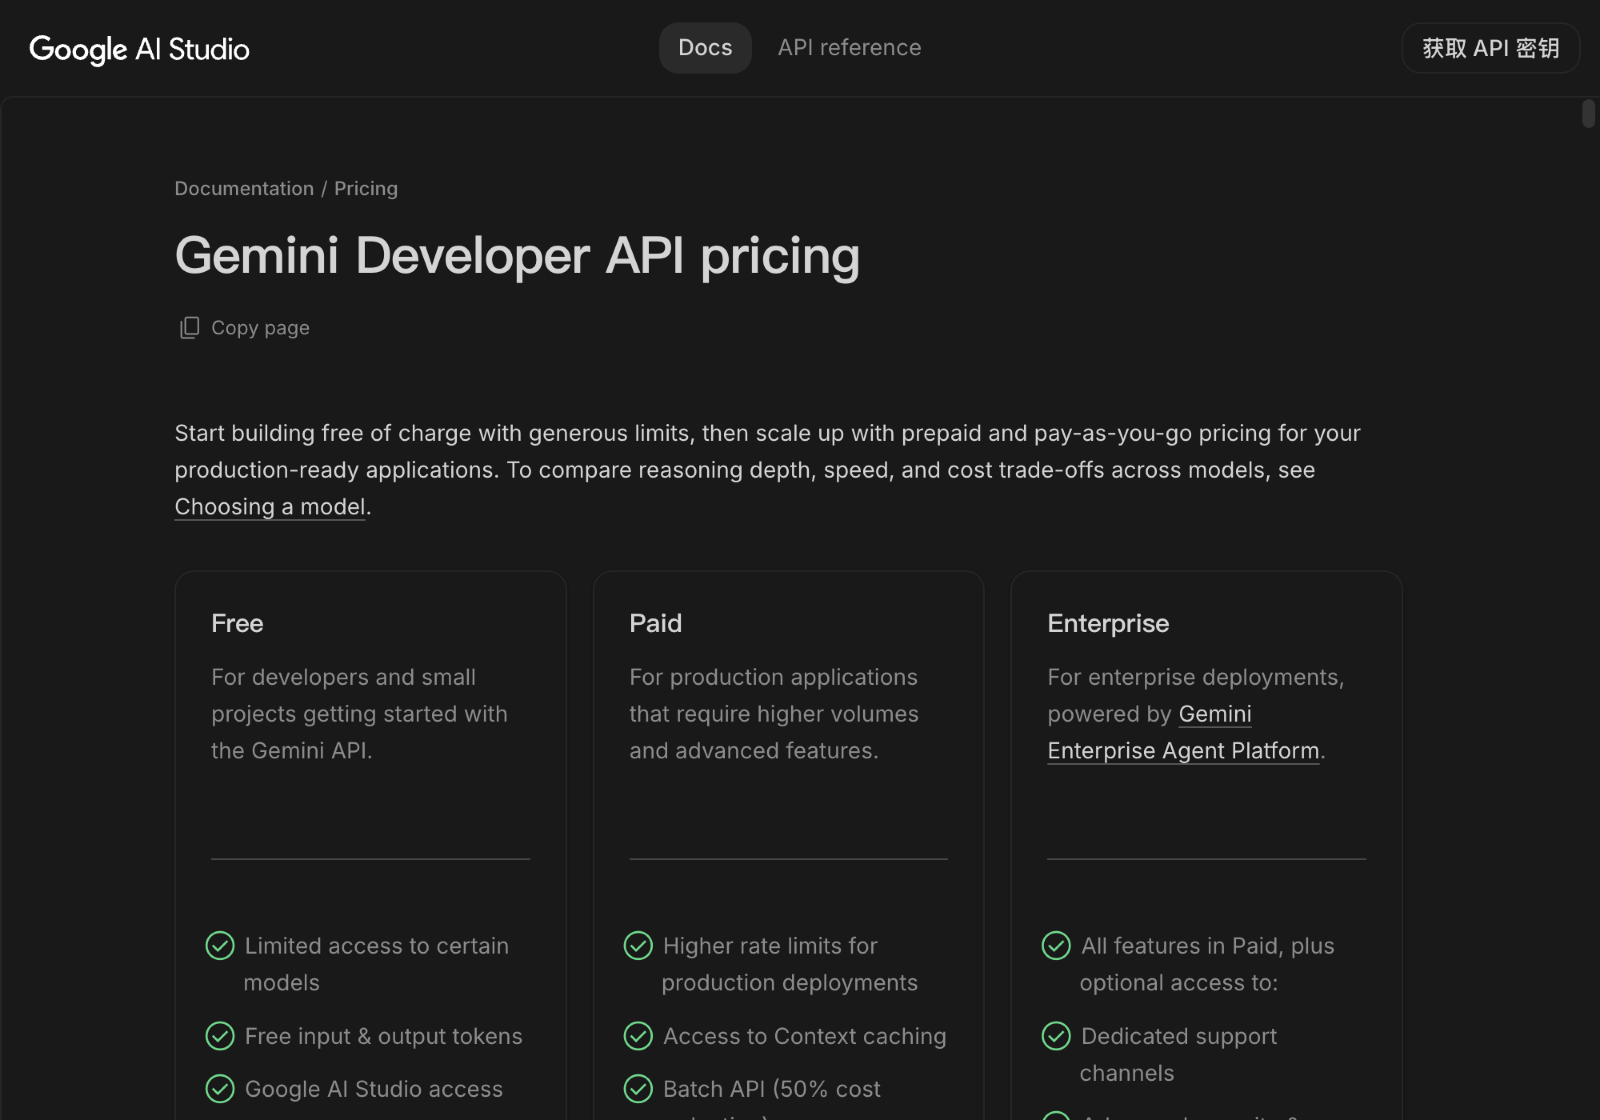 Google AI Studio
Docs
API reference
获取 API 密钥
Documentation / Pricing
Gemini Developer API pricing
Copy page
Start building free of charge with generous limits, then scale up with prepaid and pay-as-you-go pricing for your
production-ready applications. To compare reasoning depth, speed, and cost trade-offs across models, see
Choosing a model.
Free
For developers and small
projects getting started with
the Gemini API.
Limited access to certain
models
Free input & output tokens
Google AI Studio access
Paid
For production applications
that require higher volumes
and advanced features.
Higher rate limits for
production deployments
Access to Context caching
Batch API (50% cost
Enterprise
For enterprise deployments,
powered by Gemini
Enterprise Agent Platform.
All features in Paid, plus
optional access to:
Dedicated support
channels